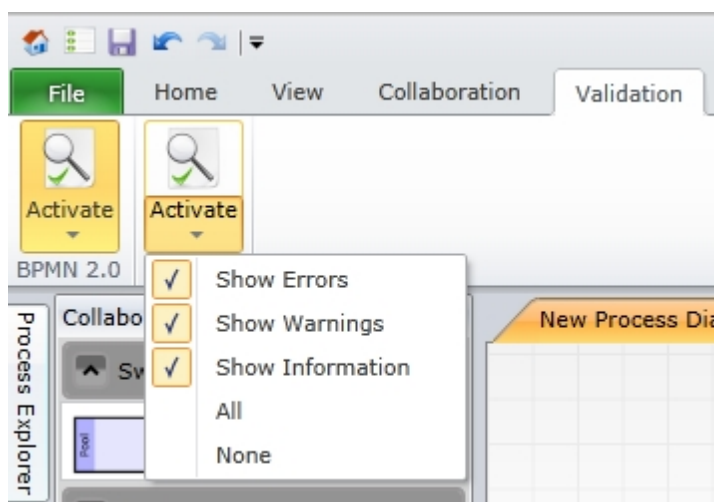 File Home View Collaboration Validation
Activate Activate
BPMN 2.0
Show Errors
Show Warnings
Show Information
All
None
Process Explorer
Collabo
Sw
Pool
New Process Dia